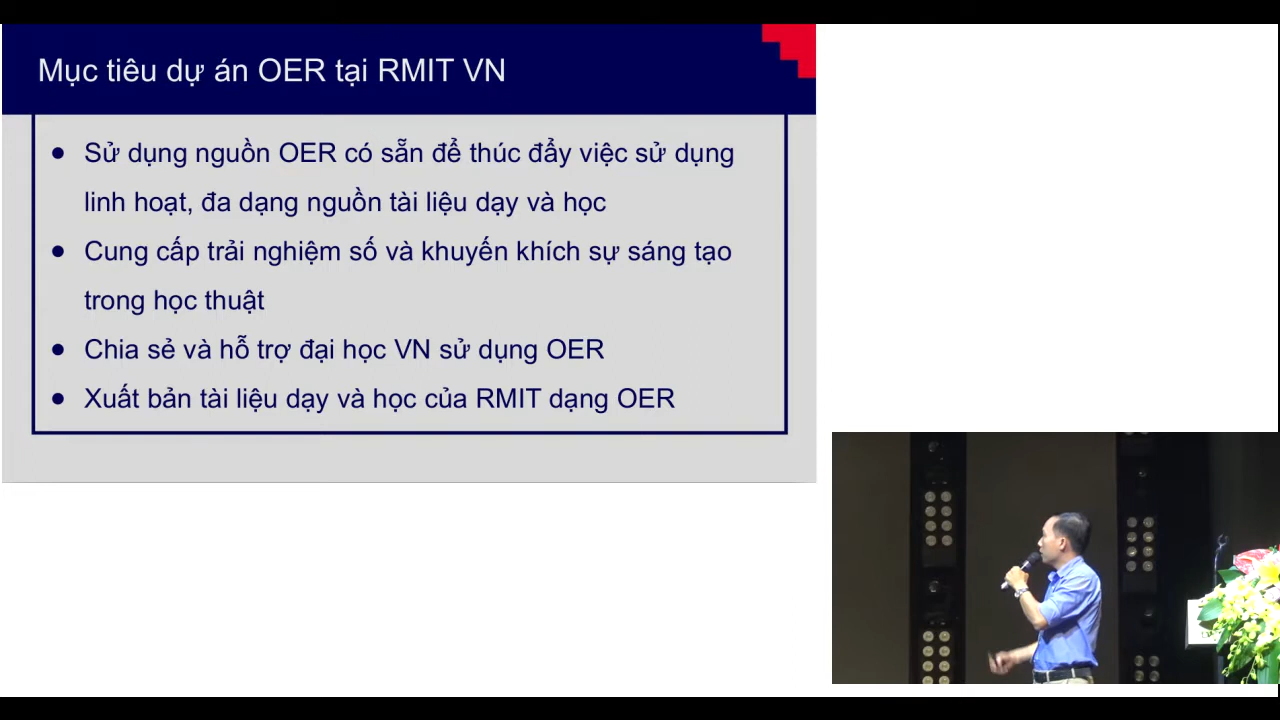 Mục tiêu dự án OER tại RMIT VN
● Sử dụng nguồn OER có sẵn để thúc đẩy việc sử dụng
linh hoạt, đa dạng nguồn tài liệu dạy và học
● Cung cấp trải nghiệm số và khuyến khích sự sáng tạo
trong học thuật
● Chia sẻ và hỗ trợ đại học VN sử dụng OER
● Xuất bản tài liệu dạy và học của RMIT dạng OER